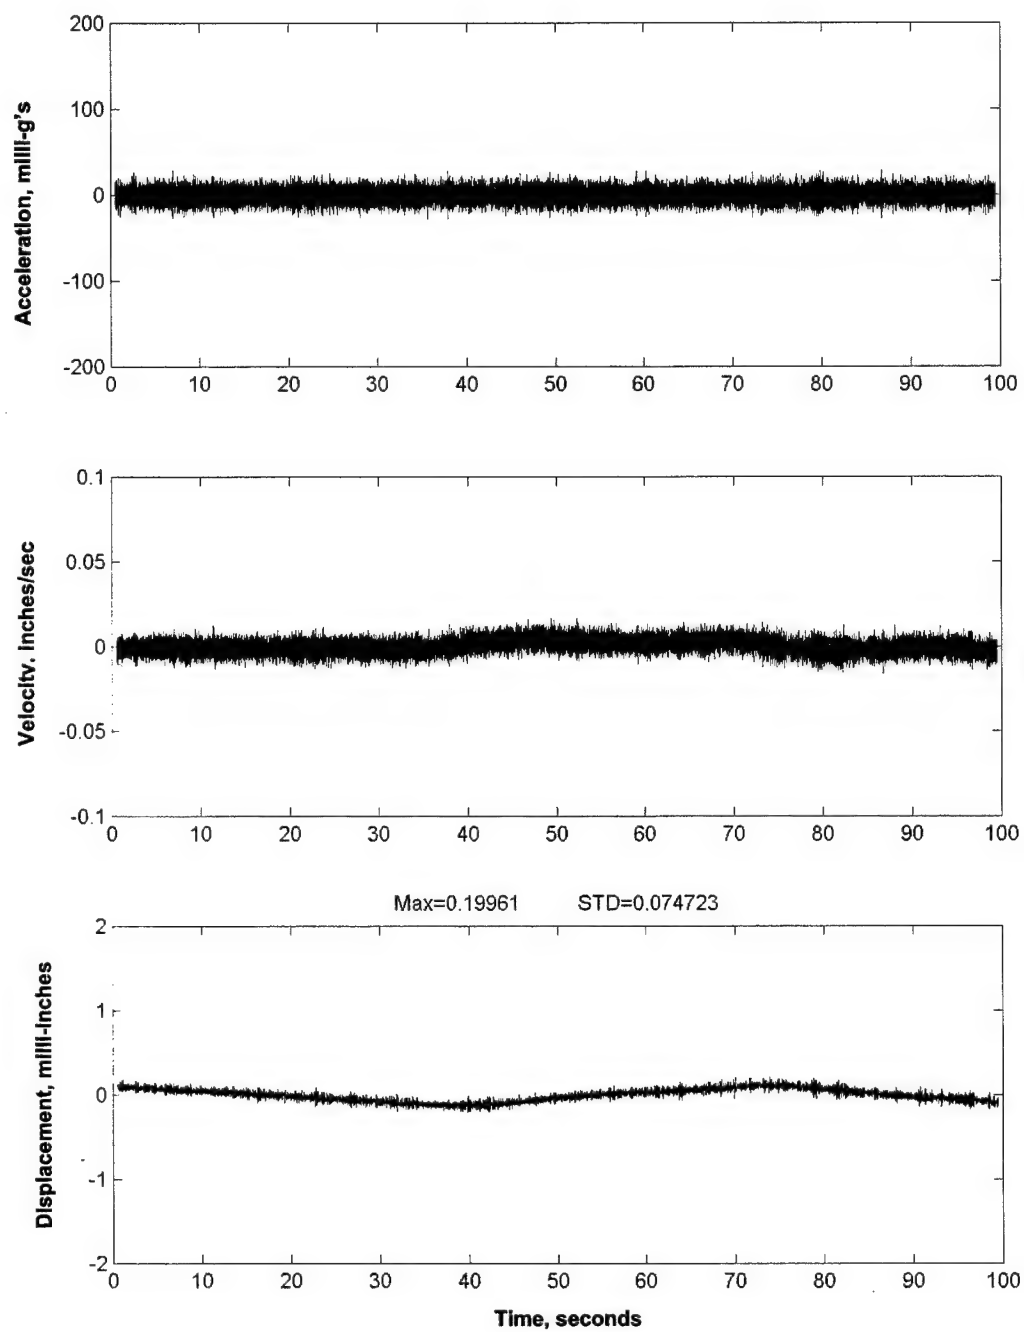 Acceleration, milli-g's
200
100
0
-100
-200
0 10 20 30 40 50 60 70 80 90 100
Velocity. inches/sec
0.1
0.05
0
-0.05
-0.1
0 10 20 30 40 50 60 70 80 90 100
Max=0.19961 STD=0.074723
Displacement, milli-inches
2
1
0
-1
-2
0 10 20 30 40 50 60 70 80 90 100
Time, seconds